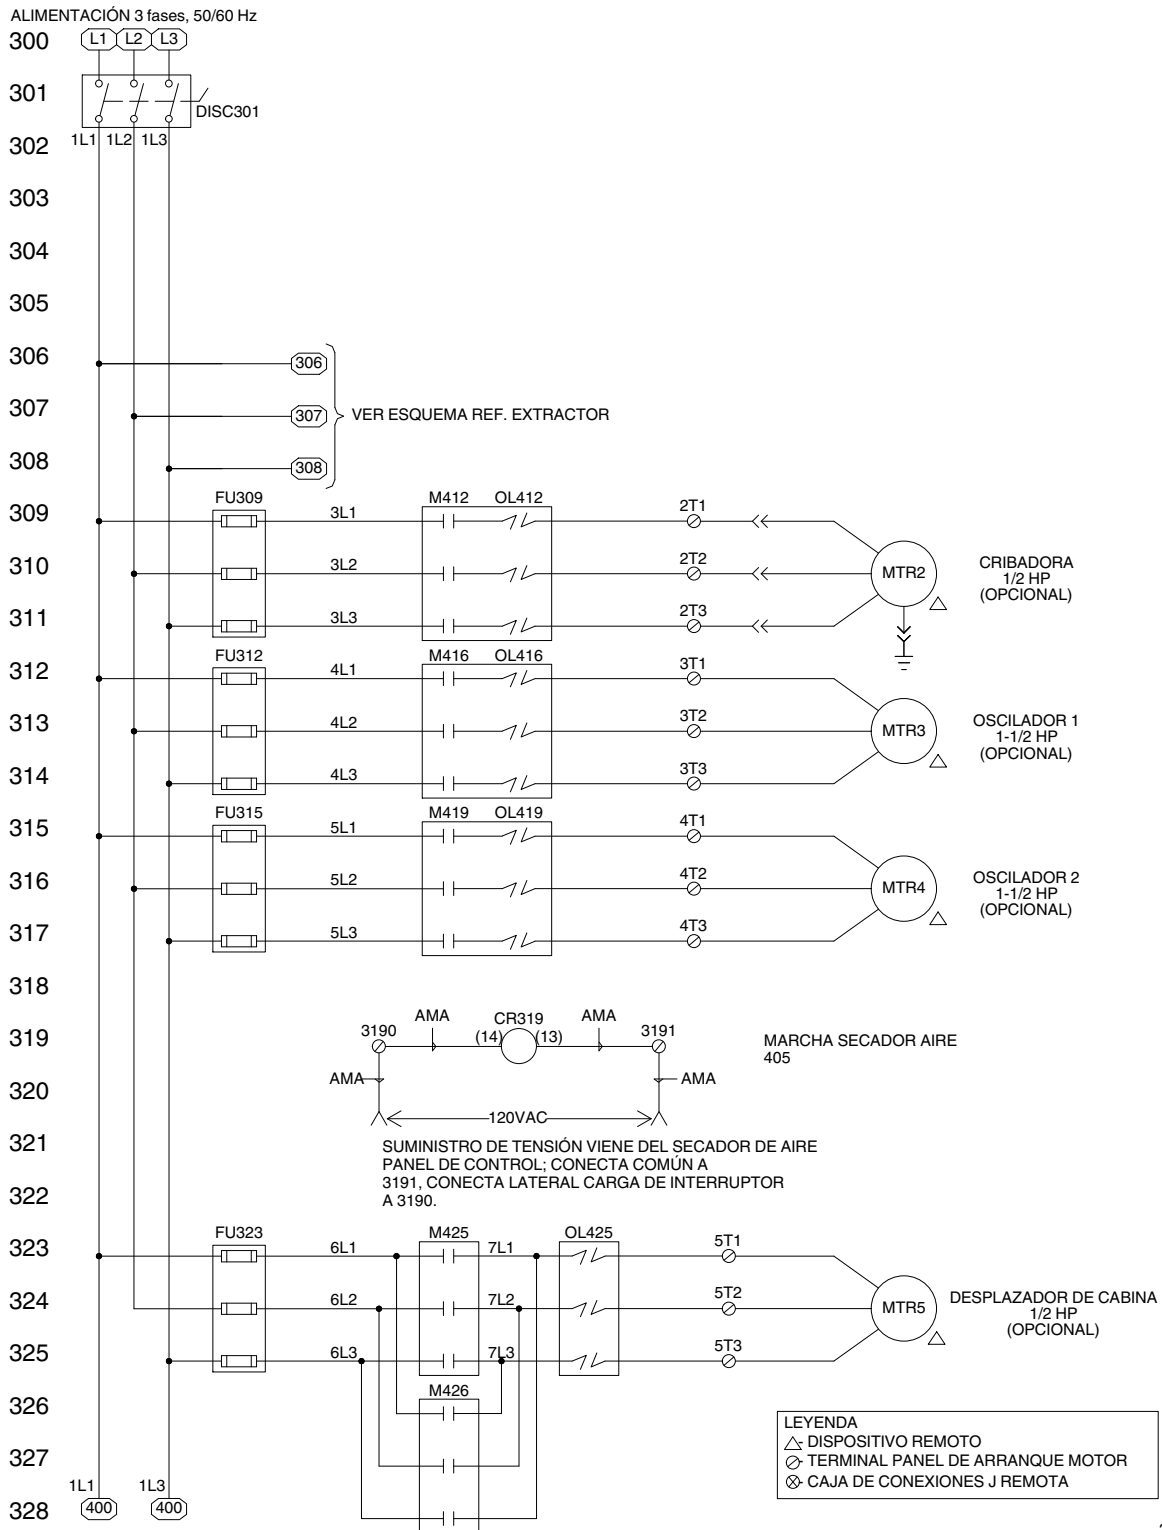 ALIMENTACIÓN 3 fases, 50/60 Hz
300 L1 L2 L3
301
DISC301
302 1L1 1L2 1L3
303
304
305
306 306
307 307 VER ESQUEMA REF. EXTRACTOR
308 308
FU309 M412 OL412
309 3L1 2T1
310 3L2 2T2 MTR2 CRIBADORA
1/2 HP
(OPCIONAL)
311 3L3 2T3
FU312 M416 OL416
312 4L1 3T1
313 4L2 3T2 MTR3 OSCILADOR 1
1-1/2 HP
(OPCIONAL)
314 4L3 3T3
FU315 M419 OL419
315 5L1 4T1
316 5L2 4T2 MTR4 OSCILADOR 2
1-1/2 HP
(OPCIONAL)
317 5L3 4T3
318
AMA CR319 AMA
319 3190 (14) (13) 3191 MARCHA SECADOR AIRE
405
320 AMA AMA
120VAC
321 SUMINISTRO DE TENSIÓN VIENE DEL SECADOR DE AIRE
PANEL DE CONTROL; CONECTA COMÚN A
322 3191, CONECTA LATERAL CARGA DE INTERRUPTOR
A 3190.
FU323 M425 OL425
323 6L1 7L1 5T1
324 6L2 7L2 5T2 MTR5 DESPLAZADOR DE CABINA
1/2 HP
(OPCIONAL)
325 6L3 7L3 5T3
M426
326
LEYENDA
DISPOSITIVO REMOTO
327 TERMINAL PANEL DE ARRANQUE MOTOR
CAJA DE CONEXIONES J REMOTA
1L1 1L3
328 400 400